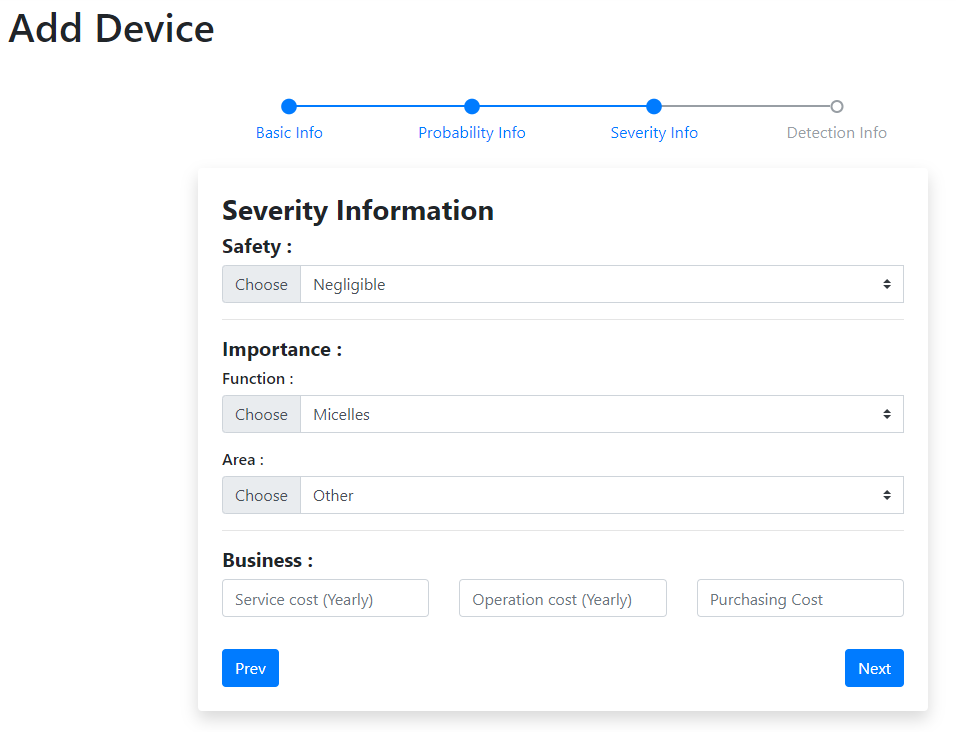 Add Device
Basic Info Probability Info Severity Info Detection Info
Severity Information
Safety :
Choose Negligible
Importance :
Function :
Choose Micelles
Area :
Choose Other
Business :
Service cost (Yearly) Operation cost (Yearly) Purchasing Cost
Prev Next